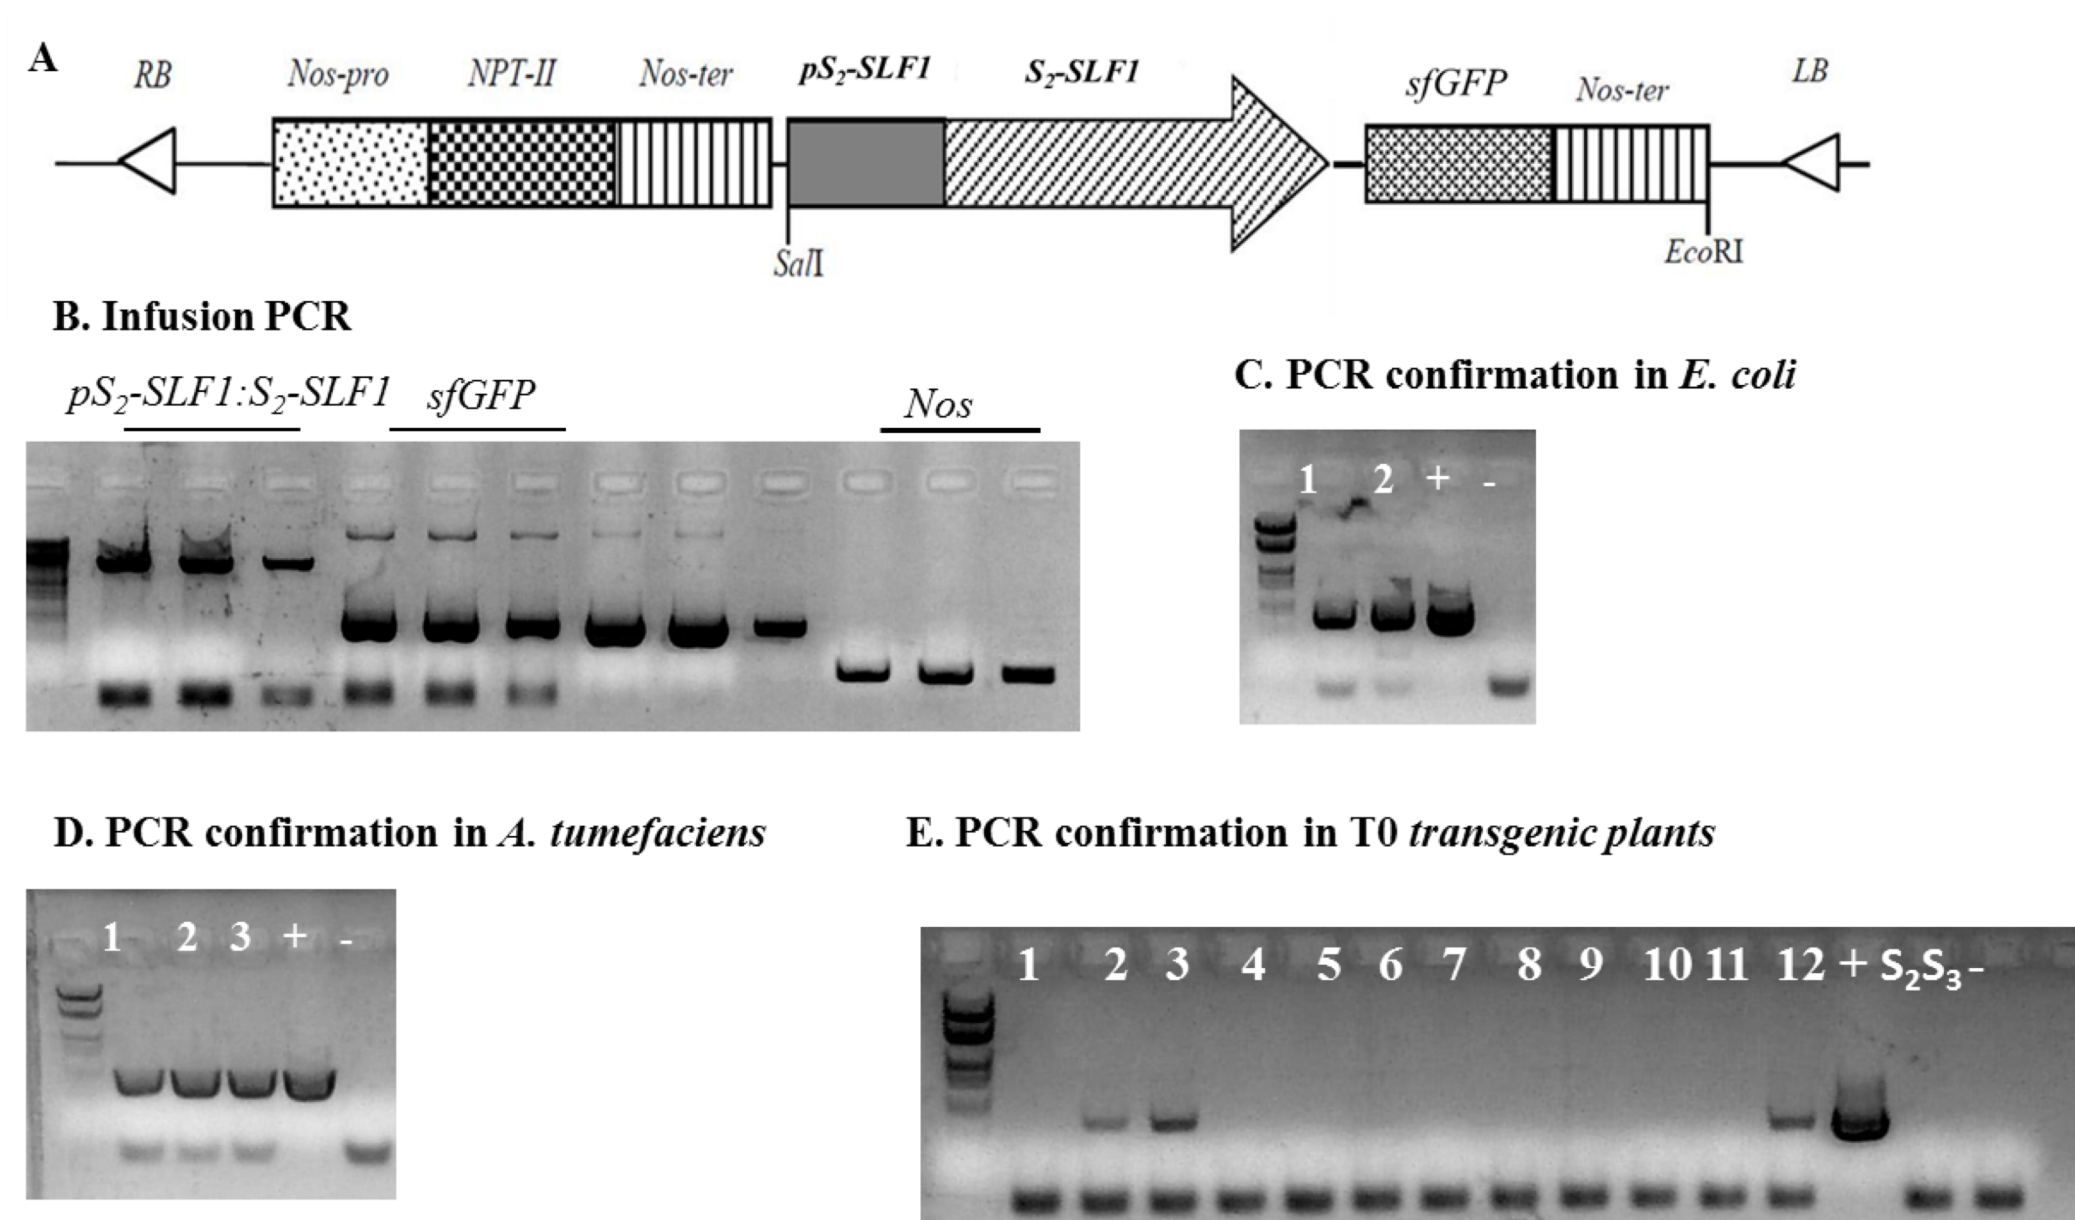 A
RB Nos-pro NPT-II Nos-ter pS₂-SLF1 S₂-SLF1 sfGFP Nos-ter LB
SalI EcoRI
B. Infusion PCR
pS₂-SLF1:S₂-SLF1 sfGFP Nos
C. PCR confirmation in E. coli
1 2 + -
D. PCR confirmation in A. tumefaciens
1 2 3 + -
E. PCR confirmation in T0 transgenic plants
1 2 3 4 5 6 7 8 9 10 11 12 + S₂S₃ -